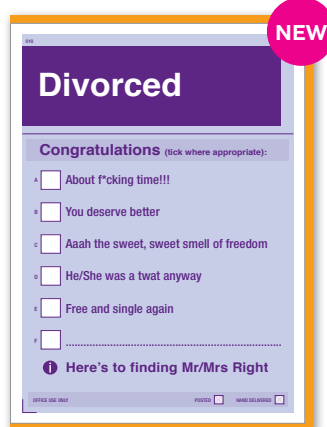 NEW
010
Divorced
Congratulations (tick where appropriate):
A About f*cking time!!!
B You deserve better
C Aaah the sweet, sweet smell of freedom
D He/She was a twat anyway
E Free and single again
F ................................................................
i Here's to finding Mr/Mrs Right
OFFICE USE ONLY POSTED HAND DELIVERED